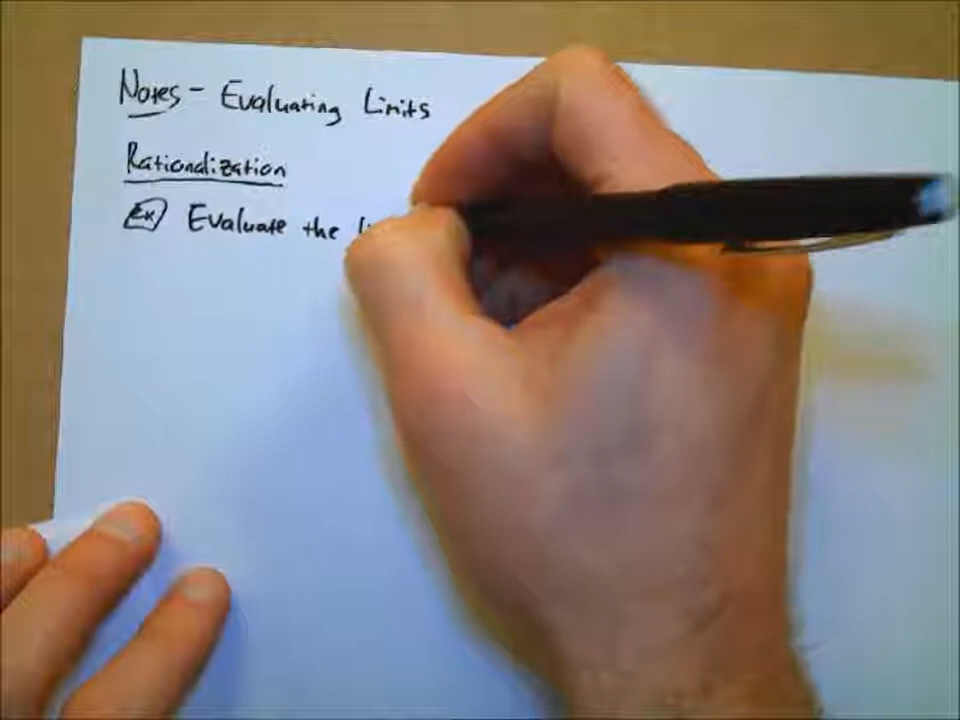 Notes - Evaluating Limits
Rationalization
Ex Evaluate the